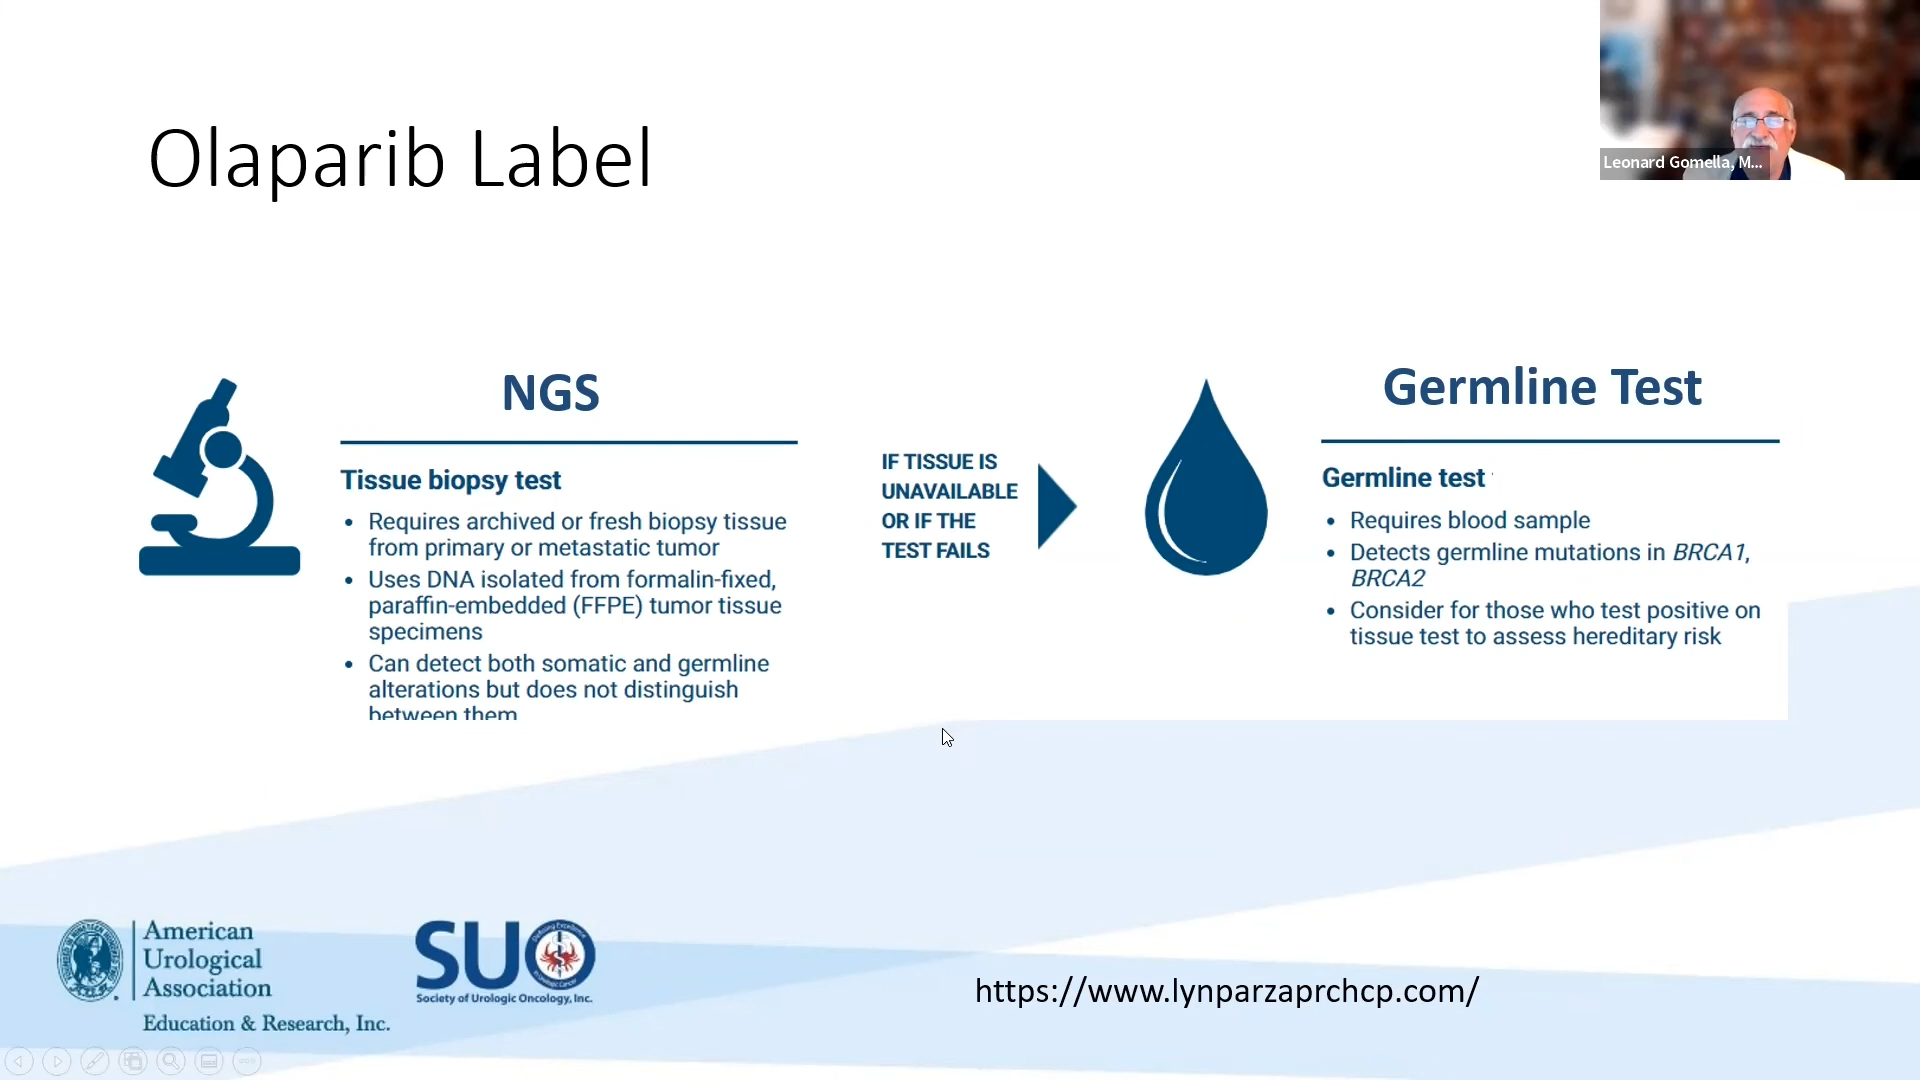 Olaparib Label
Leonard Gomella, M...
NGS
Tissue biopsy test
• Requires archived or fresh biopsy tissue
from primary or metastatic tumor
• Uses DNA isolated from formalin-fixed,
paraffin-embedded (FFPE) tumor tissue
specimens
• Can detect both somatic and germline
alterations but does not distinguish
between them
IF TISSUE IS
UNAVAILABLE
OR IF THE
TEST FAILS
Germline Test
Germline test
• Requires blood sample
• Detects germline mutations in BRCA1,
BRCA2
• Consider for those who test positive on
tissue test to assess hereditary risk
American
Urological
Association
Education & Research, Inc.
SUO
Society of Urologic Oncology, Inc.
https://www.lynparzaprchcp.com/